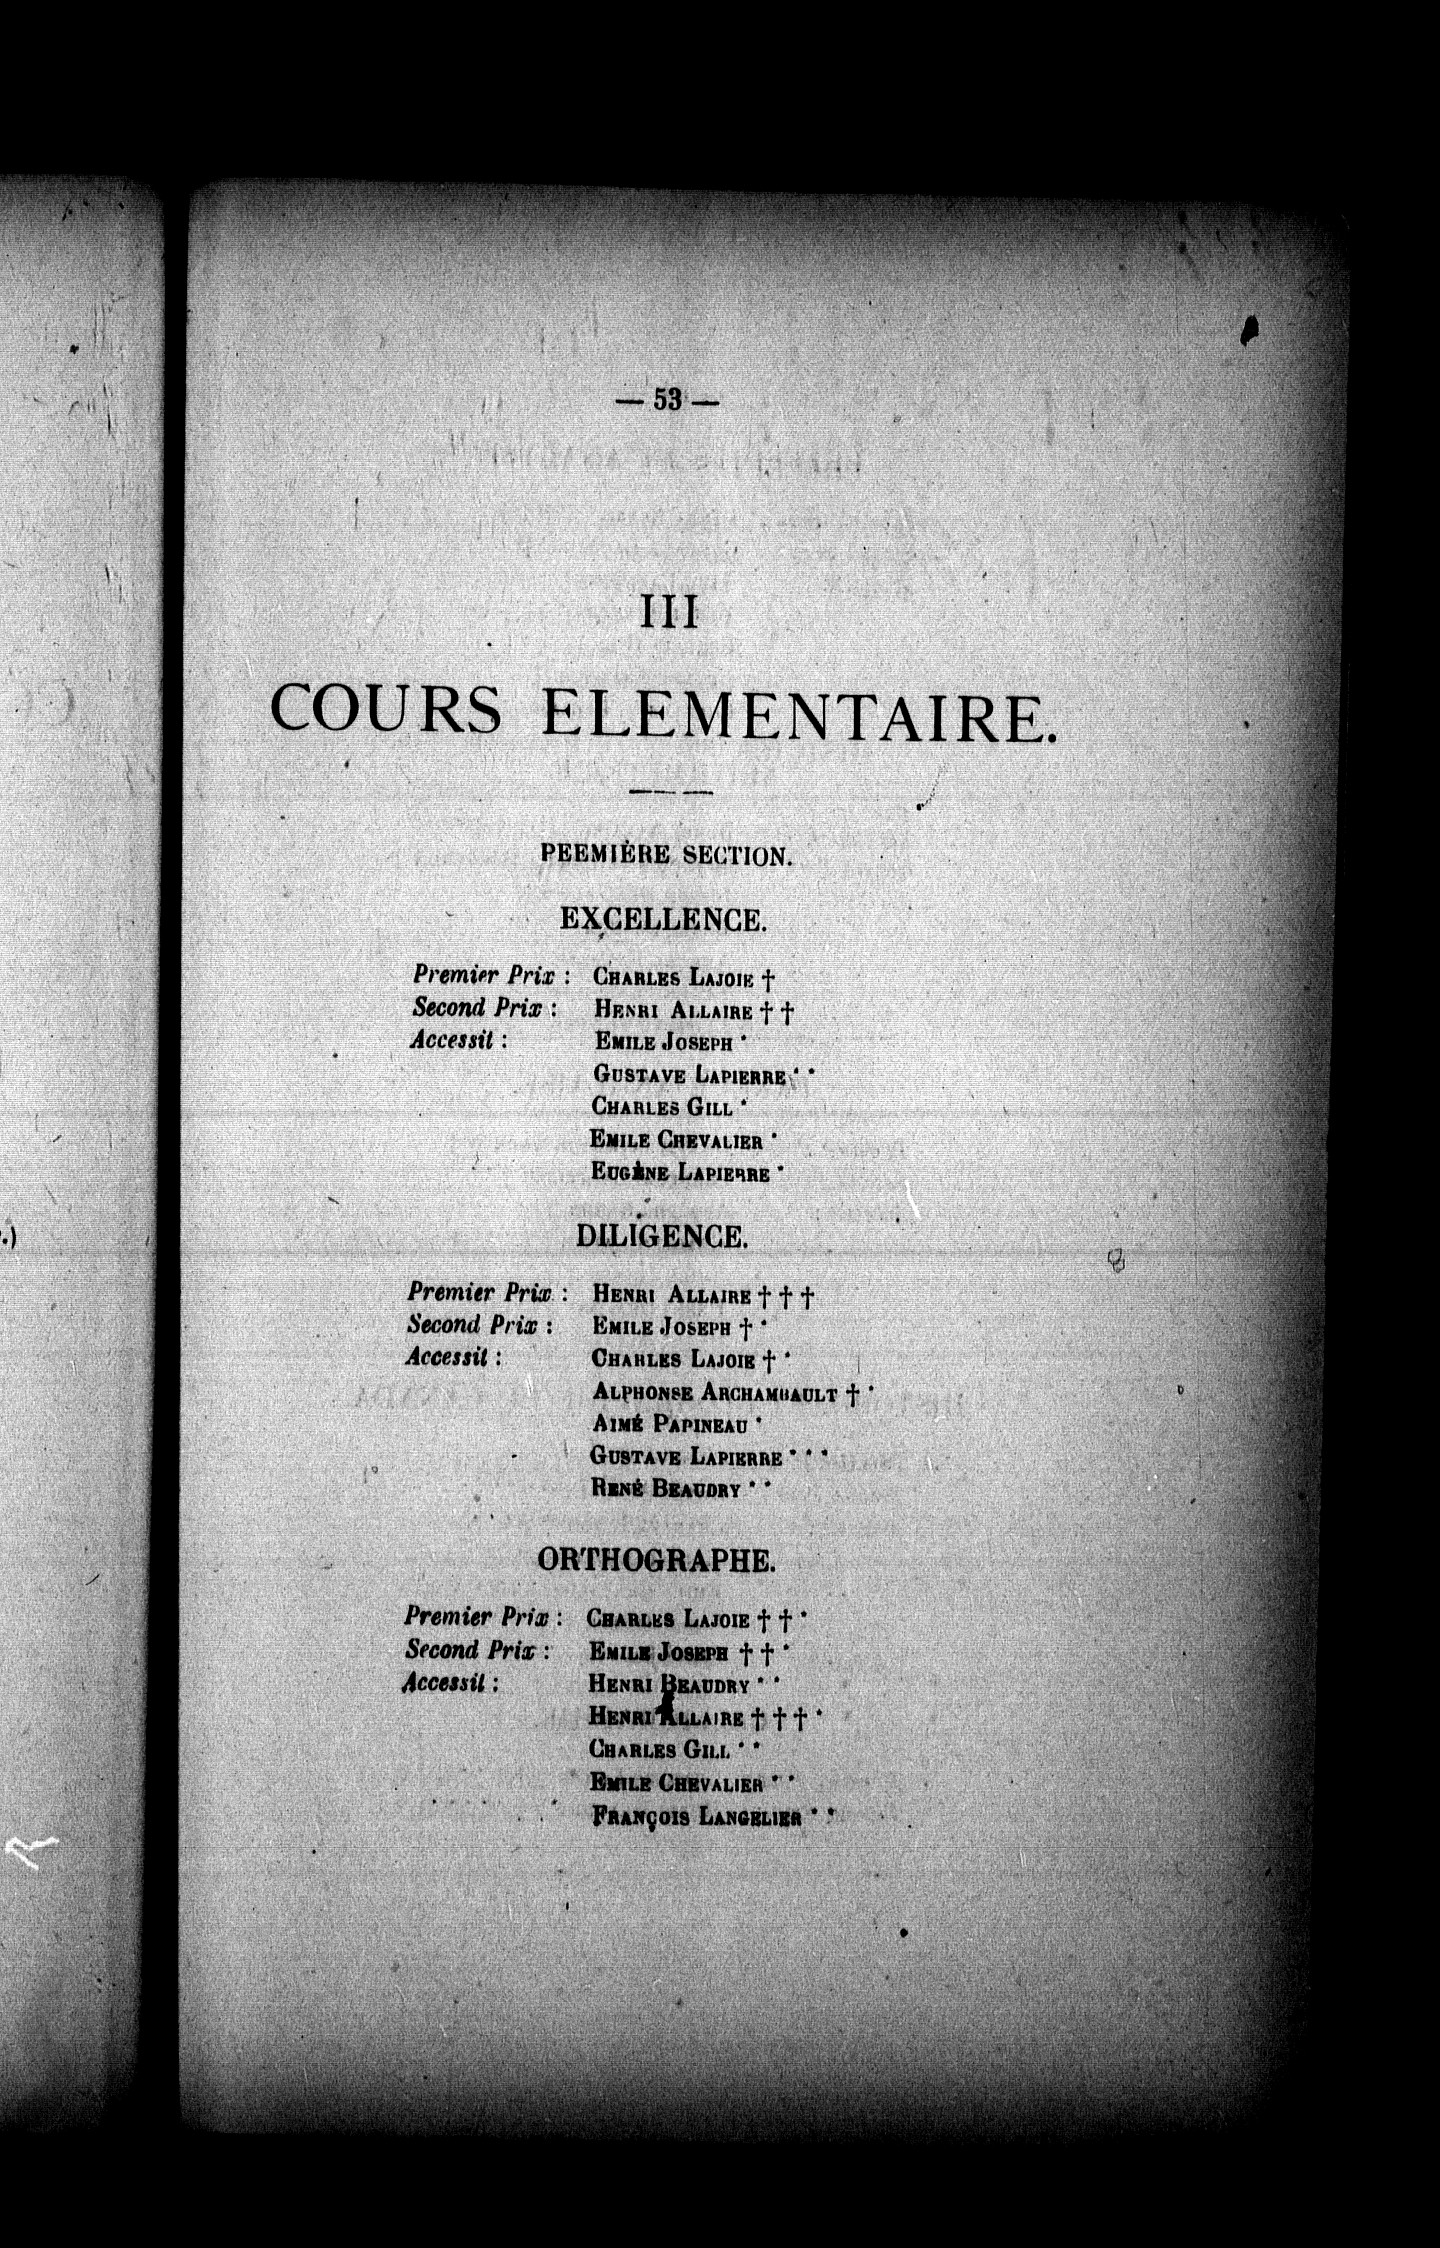 — 53 —
III
COURS ELEMENTAIRE.
PEEMIÈRE SECTION.
EXCELLENCE.
Premier Prix : CHARLES LAJOIE †
Second Prix : HENRI ALLAIRE † †
Accessit : EMILE JOSEPH *
GUSTAVE LAPIERRE * *
CHARLES GILL *
EMILE CHEVALIER *
EUGÈNE LAPIERRE *
DILIGENCE.
Premier Prix : HENRI ALLAIRE † † †
Second Prix : EMILE JOSEPH † *
Accessit : CHARLES LAJOIE † *
ALPHONSE ARCHAMBAULT † *
AIMÉ PAPINEAU *
GUSTAVE LAPIERRE * * *
RENÉ BEAUDRY * *
ORTHOGRAPHE.
Premier Prix : CHARLES LAJOIE † † *
Second Prix : EMILE JOSEPH † † *
Accessit : HENRI BEAUDRY * *
HENRI ALLAIRE † † † *
CHARLES GILL * *
EMILE CHEVALIER * *
FRANÇOIS LANGELIER * *